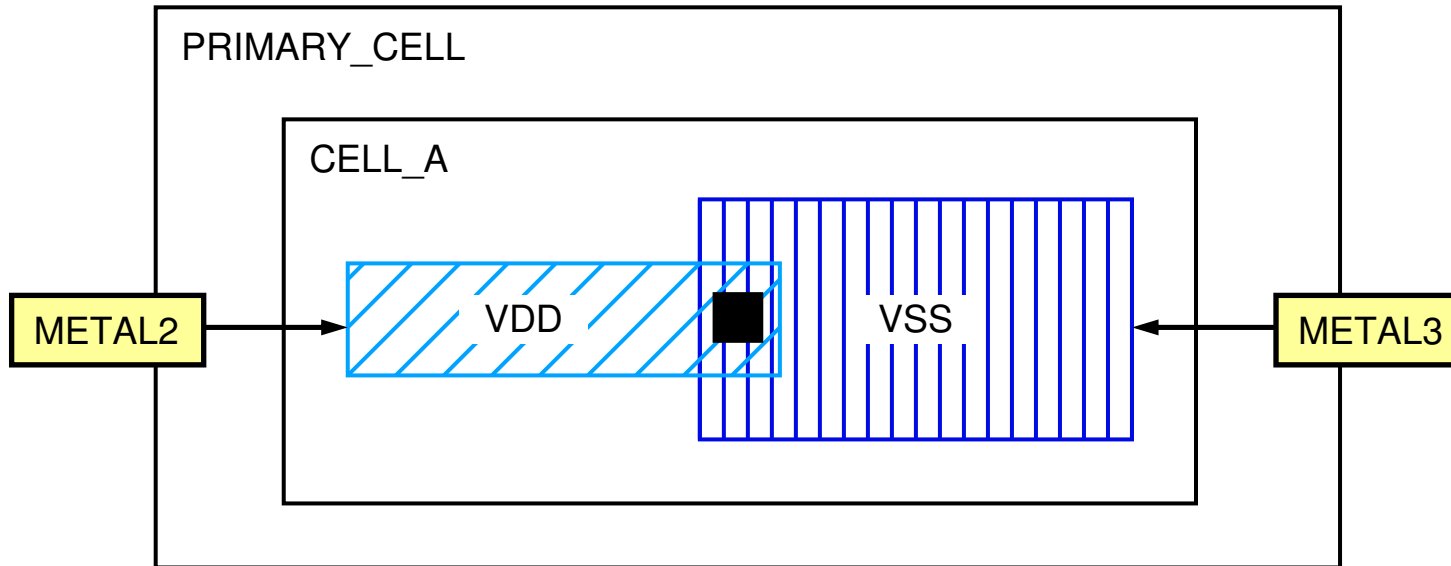 PRIMARY_CELL
CELL_A
METAL2
VDD
VSS
METAL3